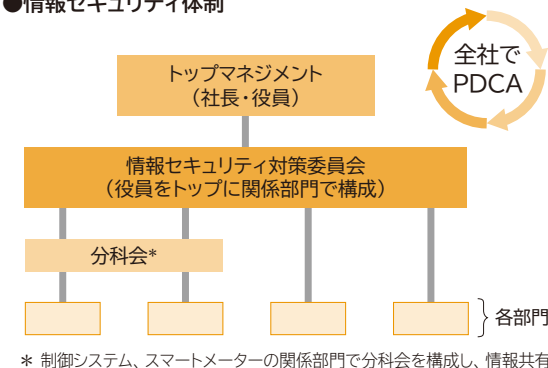 ●情報セキュリティ体制
全社で
PDCA
トップマネジメント
（社長・役員）
情報セキュリティ対策委員会
（役員をトップに関係部門で構成）
分科会*
各部門
* 制御システム、スマートメーターの関係部門で分科会を構成し、情報共有